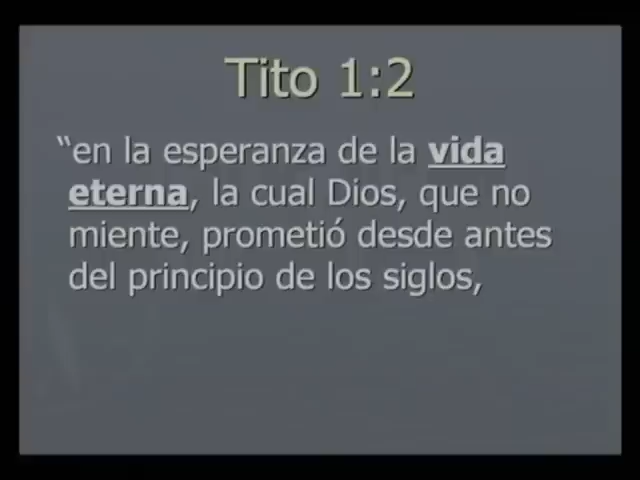 Tito 1:2
“en la esperanza de la vida
eterna, la cual Dios, que no
miente, prometió desde antes
del principio de los siglos,